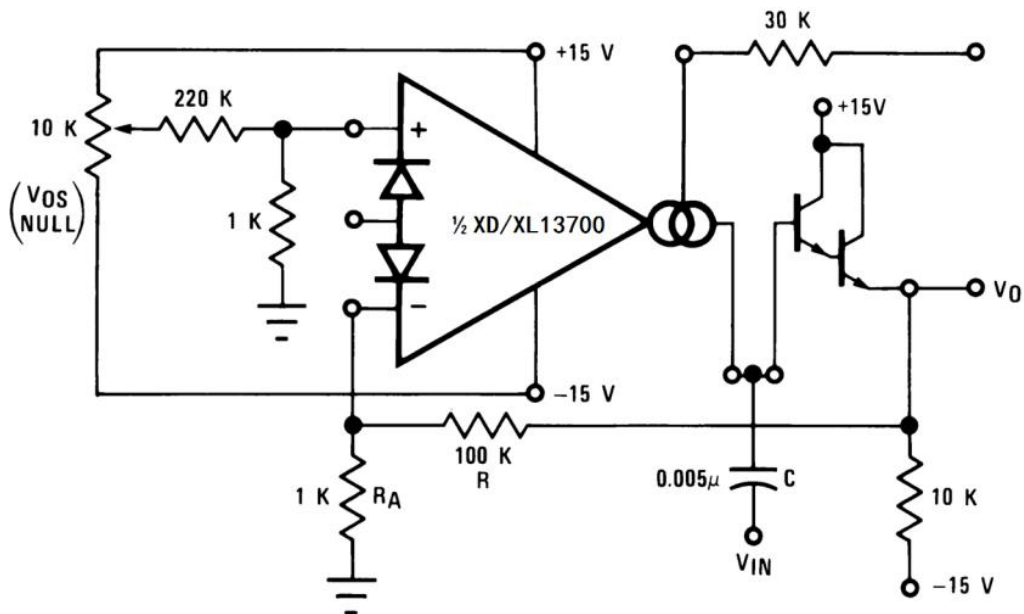 30 K
+15 V
+15V
220 K
10 K
(VOS
NULL)
1 K
+
½ XD/XL13700
−
VO
−15 V
100 K
R
1 K
RA
0.005μ
C
10 K
VIN
−15 V